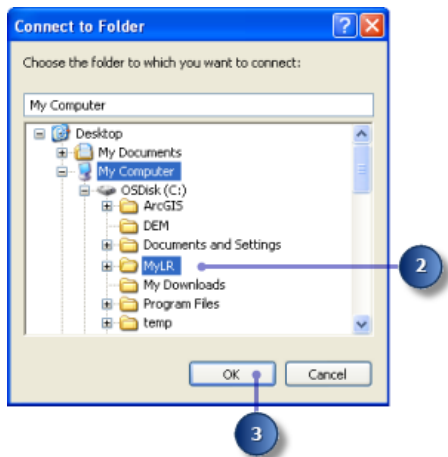 Connect to Folder
Choose the folder to which you want to connect:
My Computer
Desktop
My Documents
My Computer
OSDisk (C:)
ArcGIS
DEM
Documents and Settings
MyLR
2
My Downloads
Program Files
temp
OK
Cancel
3